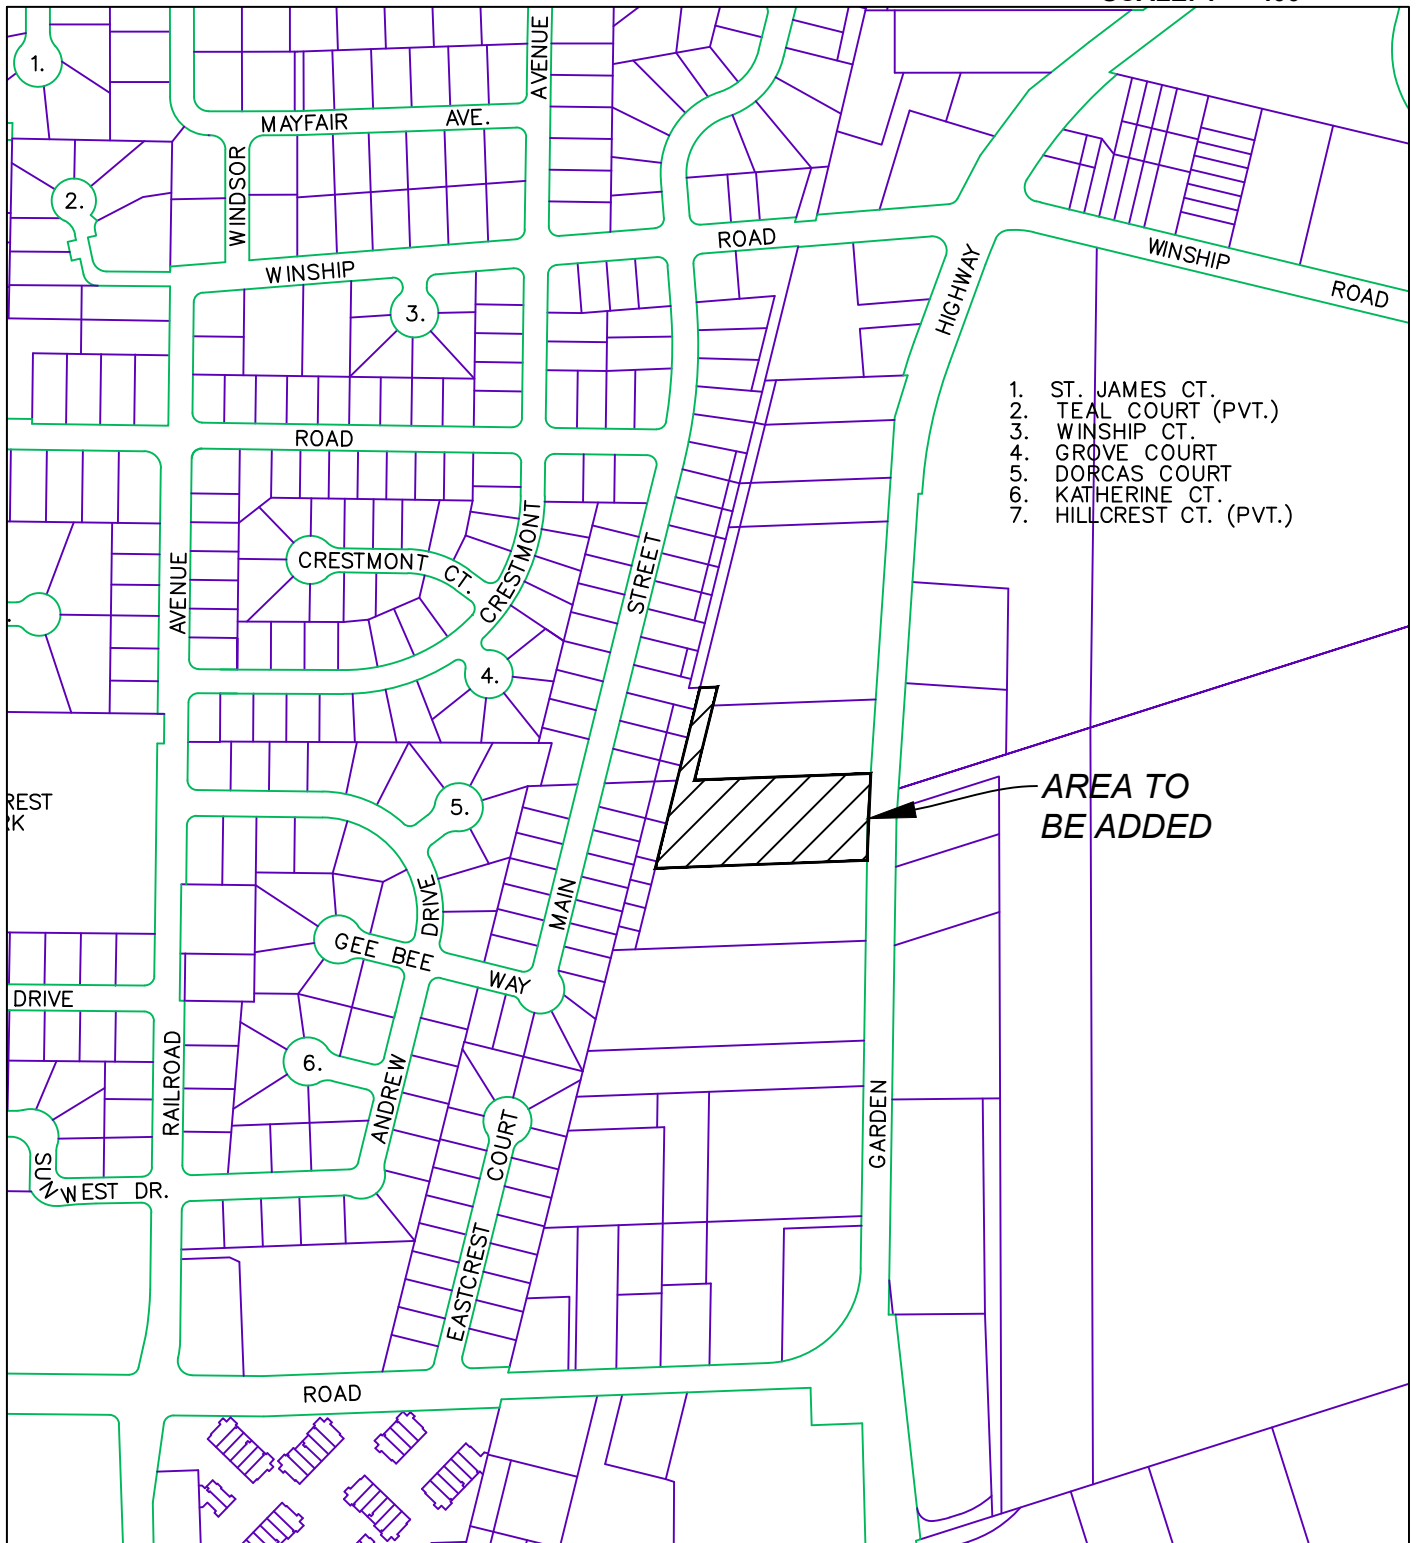 1.
AVENUE
MAYFAIR AVE.
WINDSOR
2.
ROAD
WINSHIP
WINSHIP
ROAD
HIGHWAY
3.
1. ST. JAMES CT.
2. TEAL COURT (PVT.)
3. WINSHIP CT.
4. GROVE COURT
5. DORCAS COURT
6. KATHERINE CT.
7. HILLCREST CT. (PVT.)
ROAD
CRESTMONT CT.
CRESTMONT
STREET
AVENUE
4.
AREA TO
BE ADDED
REST
RK
5.
DRIVE
MAIN
GEE BEE WAY
DRIVE
RAILROAD
6.
ANDREW
GARDEN
COURT
SUN
WEST DR.
EASTCREST
ROAD